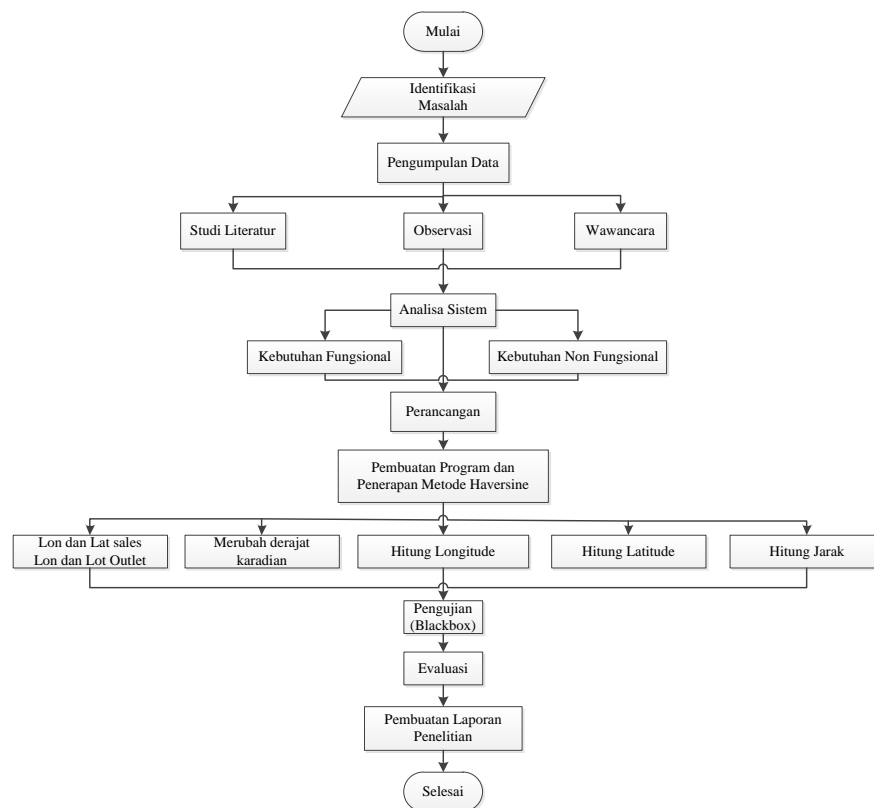 Mulai
Identifikasi
Masalah
Pengumpulan Data
Studi Literatur
Observasi
Wawancara
Analisa Sistem
Kebutuhan Fungsional
Kebutuhan Non Fungsional
Perancangan
Pembuatan Program dan
Penerapan Metode Haversine
Lon dan Lat sales
Lon dan Lot Outlet
Merubah derajat
karadian
Hitung Longitude
Hitung Latitude
Hitung Jarak
Pengujian
(Blackbox)
Evaluasi
Pembuatan Laporan
Penelitian
Selesai